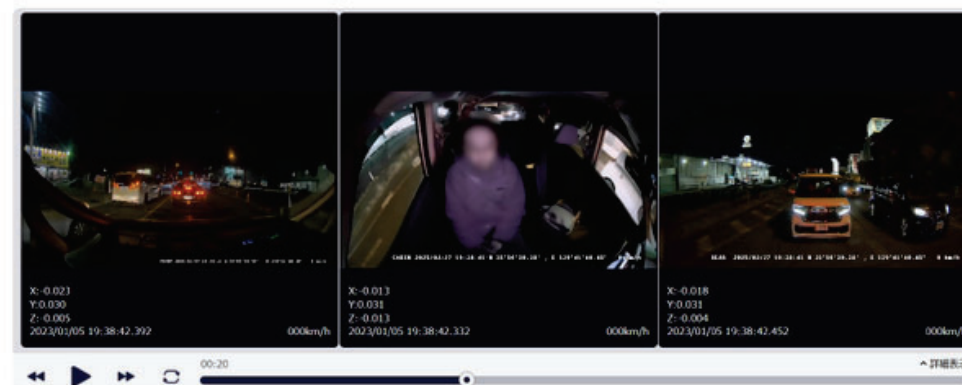 X:-0.023
Y:0.030
Z: -0.005
2023/01/05 19:38:42.392 000km/h
X:-0.013
Y:0.031
Z: -0.013
2023/01/05 19:38:42.332 000km/h
X:-0.018
Y:0.031
Z: -0.004
2023/01/05 19:38:42.452 000km/
00:20
詳細表示